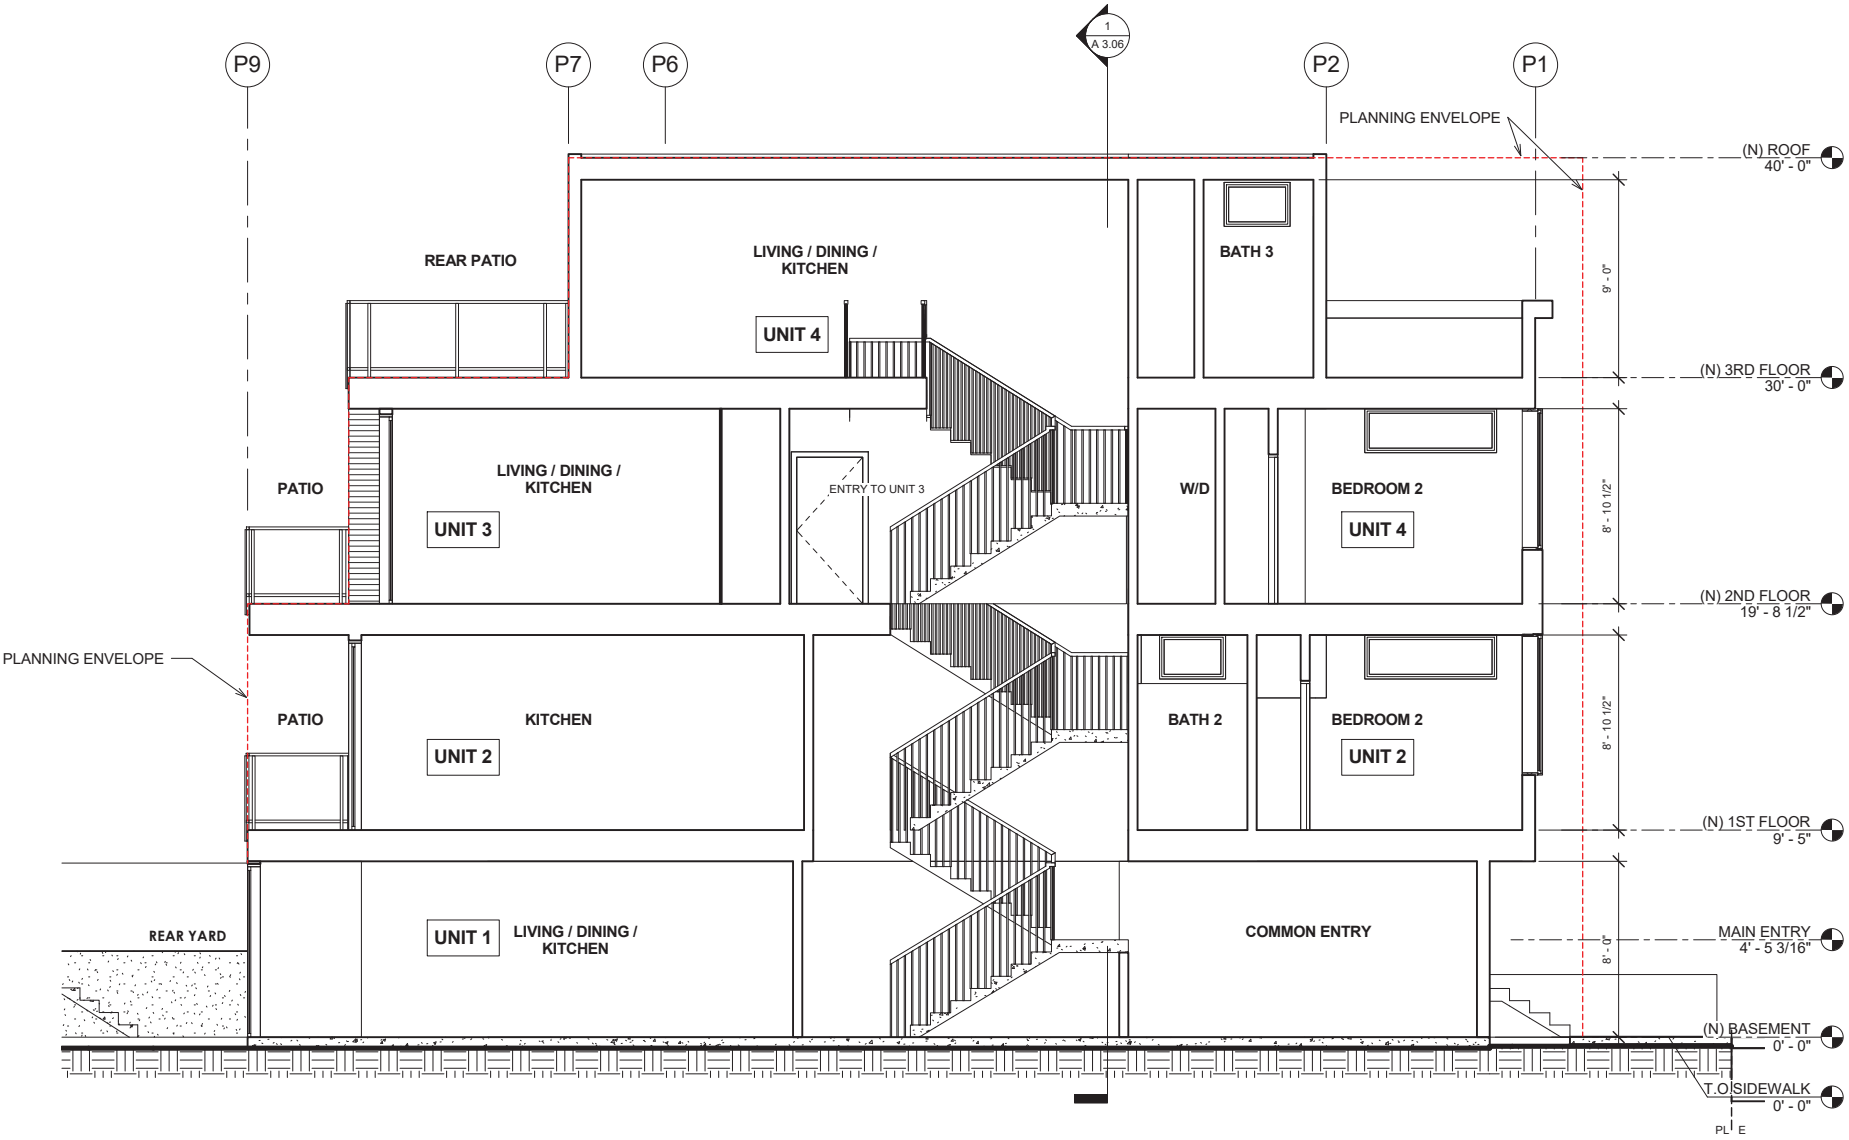 1
A 3.06
P9
P7
P6
P2
P1
PLANNING ENVELOPE
(N) ROOF
40' - 0"
REAR PATIO
LIVING / DINING /
KITCHEN
BATH 3
9' - 0"
UNIT 4
(N) 3RD FLOOR
30' - 0"
PATIO
LIVING / DINING /
KITCHEN
ENTRY TO UNIT 3
W/D
BEDROOM 2
8' - 10 1/2"
UNIT 3
UNIT 4
(N) 2ND FLOOR
19' - 8 1/2"
PLANNING ENVELOPE
PATIO
KITCHEN
BATH 2
BEDROOM 2
8' - 10 1/2"
UNIT 2
UNIT 2
(N) 1ST FLOOR
9' - 5"
REAR YARD
UNIT 1
LIVING / DINING /
KITCHEN
COMMON ENTRY
8' - 0"
MAIN ENTRY
4' - 5 3/16"
(N) BASEMENT
0' - 0"
T.O.SIDEWALK
0' - 0"
PL E